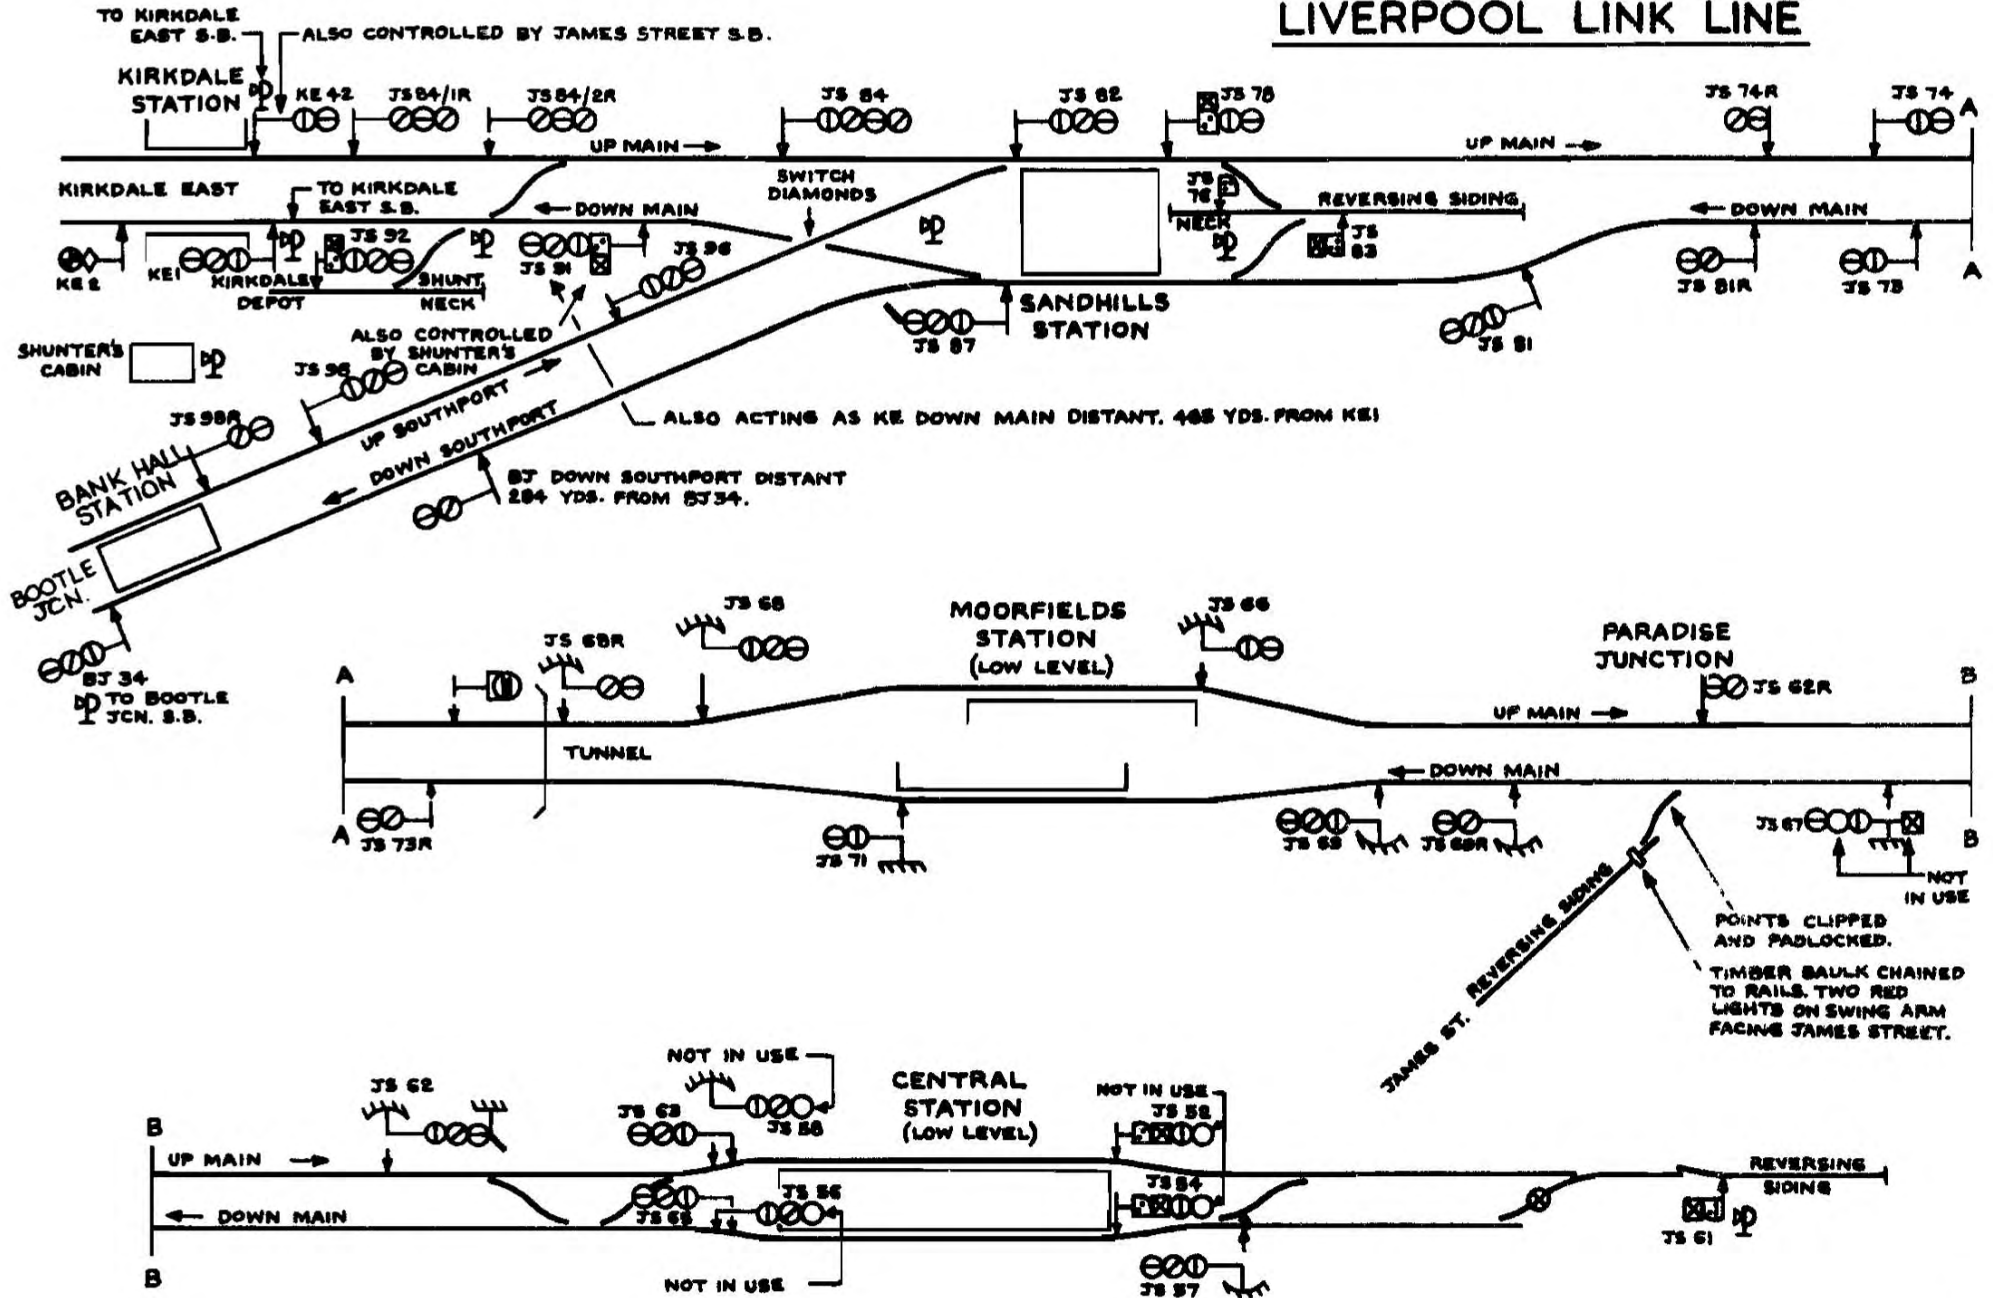 LIVERPOOL LINK LINE
TO KIRKDALE
EAST S.B.
ALSO CONTROLLED BY JAMES STREET S.B.
KIRKDALE
STATION
KE 42
JS 84/1R
JS 84/2R
JS 84
JS 82
JS 78
JS 74R
JS 74
A
UP MAIN
UP MAIN
KIRKDALE EAST
TO KIRKDALE
EAST S.B.
DOWN MAIN
SWITCH
DIAMONDS
JS
76
NECK
REVERSING SIDING
DOWN MAIN
KE 2
KE1
JS 92
KIRKDALE
DEPOT
SHUNT
NECK
JS 91
JS 96
JS
83
JS 81R
JS 73
A
SANDHILLS
STATION
JS 87
JS 81
SHUNTER'S
CABIN
ALSO CONTROLLED
BY SHUNTER'S
CABIN
JS 98
UP SOUTHPORT
DOWN SOUTHPORT
ALSO ACTING AS KE DOWN MAIN DISTANT. 465 YDS. FROM KE1
JS 98R
BANK HALL
STATION
BJ DOWN SOUTHPORT DISTANT
284 YDS. FROM BJ 34.
BOOTLE
JCN.
BJ 34
TO BOOTLE
JCN. S.B.
A
JS 68R
JS 68
MOORFIELDS
STATION
(LOW LEVEL)
JS 66
PARADISE
JUNCTION
JS 62R
B
UP MAIN
TUNNEL
DOWN MAIN
A
JS 73R
JS 71
JS 69
JS 69R
JS 67
B
NOT
IN USE
JAMES ST. REVERSING SIDING
POINTS CLIPPED
AND PADLOCKED.
TIMBER BAULK CHAINED
TO RAILS. TWO RED
LIGHTS ON SWING ARM
FACING JAMES STREET.
JS 62
NOT IN USE
JS 63
JS 58
CENTRAL
STATION
(LOW LEVEL)
NOT IN USE
JS 52
B
UP MAIN
REVERSING
SIDING
JS 65
JS 56
JS 54
DOWN MAIN
JS 61
B
NOT IN USE
JS 57